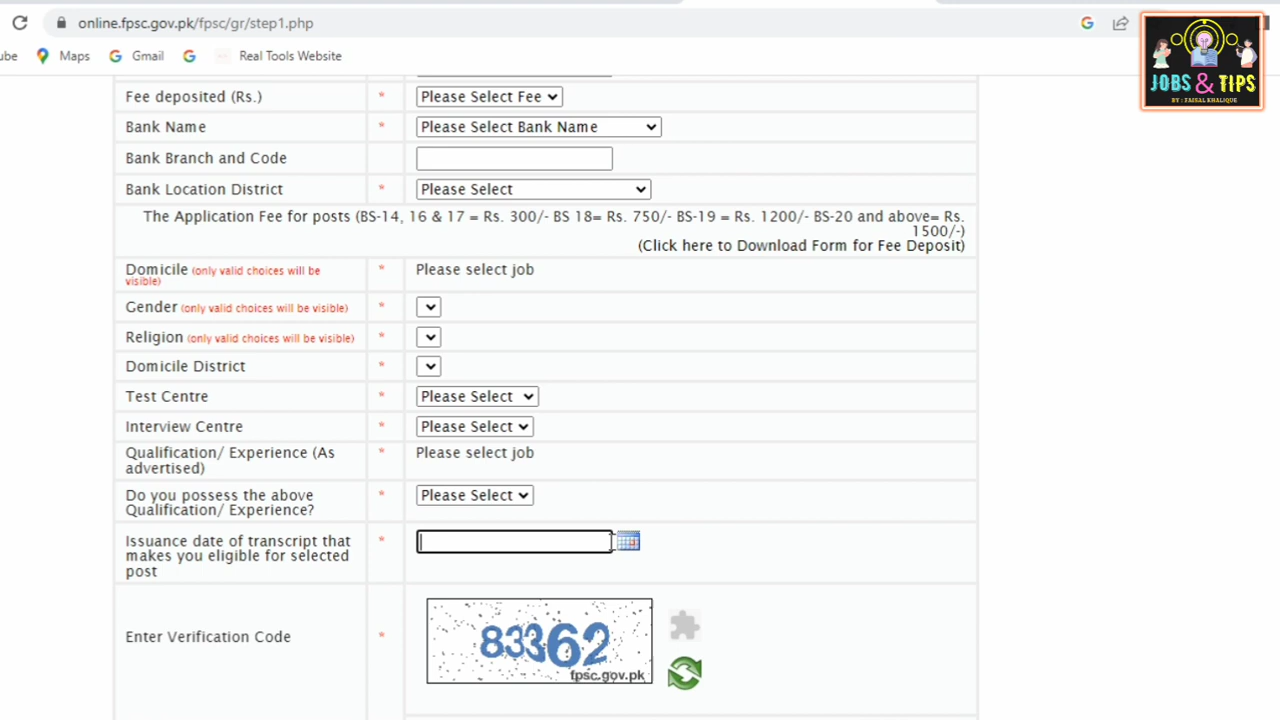 online.fpsc.gov.pk/fpsc/gr/step1.php
ube Maps Gmail Real Tools Website
JOBS & TIPS
BY : FAISAL KHALIQUE
Fee deposited (Rs.) * Please Select Fee
Bank Name * Please Select Bank Name
Bank Branch and Code
Bank Location District * Please Select
The Application Fee for posts (BS-14, 16 & 17 = Rs. 300/- BS 18= Rs. 750/- BS-19 = Rs. 1200/- BS-20 and above= Rs.
1500/-)
(Click here to Download Form for Fee Deposit)
Domicile (only valid choices will be * Please select job
visible)
Gender (only valid choices will be visible) *
Religion (only valid choices will be visible) *
Domicile District *
Test Centre * Please Select
Interview Centre * Please Select
Qualification/ Experience (As * Please select job
advertised)
Do you possess the above * Please Select
Qualification/ Experience?
Issuance date of transcript that *
makes you eligible for selected
post
Enter Verification Code * 83362
fpsc.gov.pk